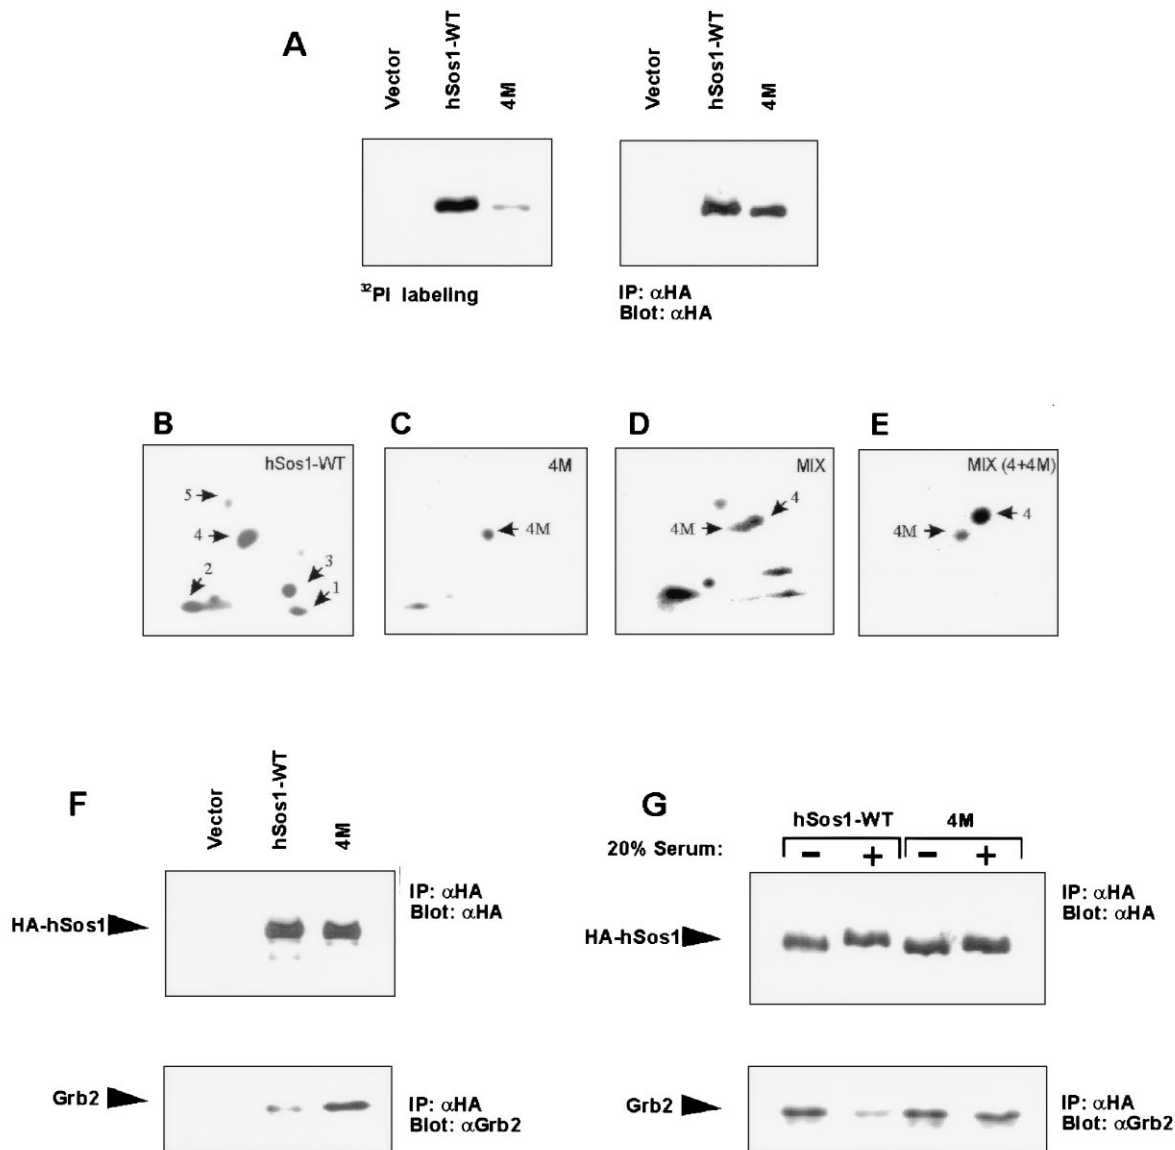 A
Vector
hSos1-WT
4M
Vector
hSos1-WT
4M
³²Pi labeling
IP: αHA
Blot: αHA
B
hSos1-WT
5
4
2
3
1
C
4M
4M
D
MIX
4
4M
E
MIX (4+4M)
4M
4
F
Vector
hSos1-WT
4M
HA-hSos1
IP: αHA
Blot: αHA
Grb2
IP: αHA
Blot: αGrb2
G
hSos1-WT
4M
20% Serum:
− + − +
HA-hSos1
IP: αHA
Blot: αHA
Grb2
IP: αHA
Blot: αGrb2